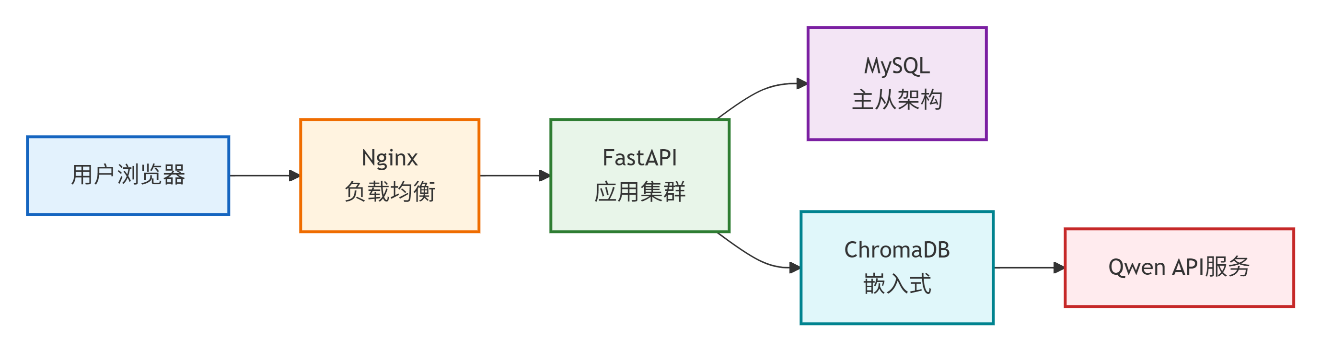 用户浏览器
Nginx
负载均衡
FastAPI
应用集群
MySQL
主从架构
ChromaDB
嵌入式
Qwen API服务